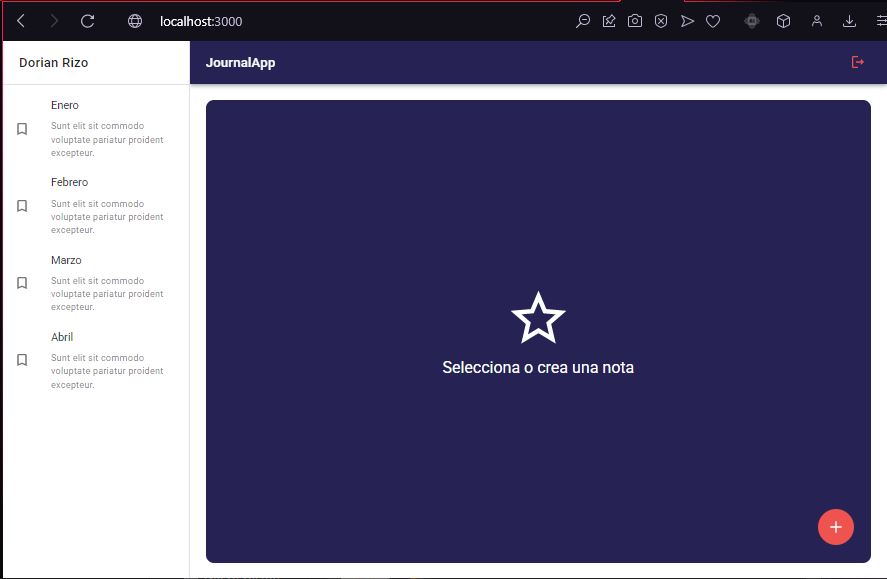 localhost:3000
Dorian Rizo
JournalApp
Enero
Sunt elit sit commodo
voluptate pariatur proident
excepteur.
Febrero
Sunt elit sit commodo
voluptate pariatur proident
excepteur.
Marzo
Sunt elit sit commodo
voluptate pariatur proident
excepteur.
Abril
Sunt elit sit commodo
voluptate pariatur proident
excepteur.
Selecciona o crea una nota